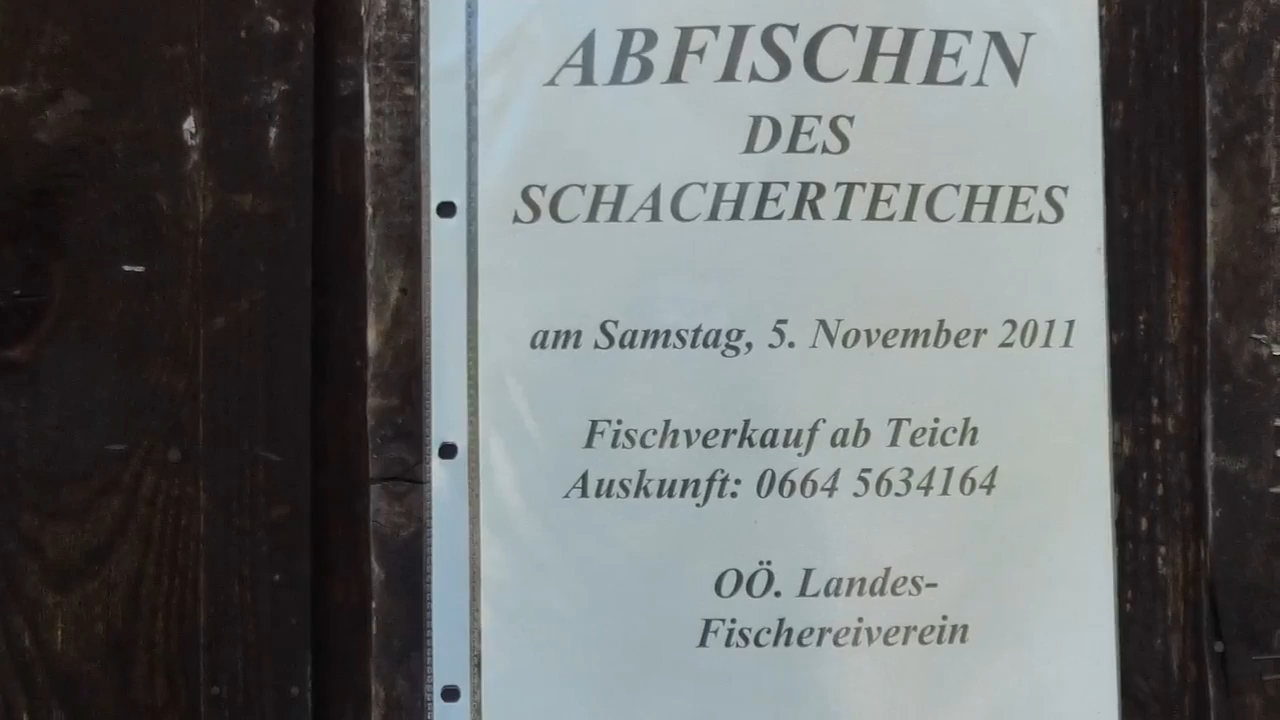 ABFISCHEN
DES
SCHACHERTEICHES
am Samstag, 5. November 2011
Fischverkauf ab Teich
Auskunft: 0664 5634164
OÖ. Landes-
Fischereiverein